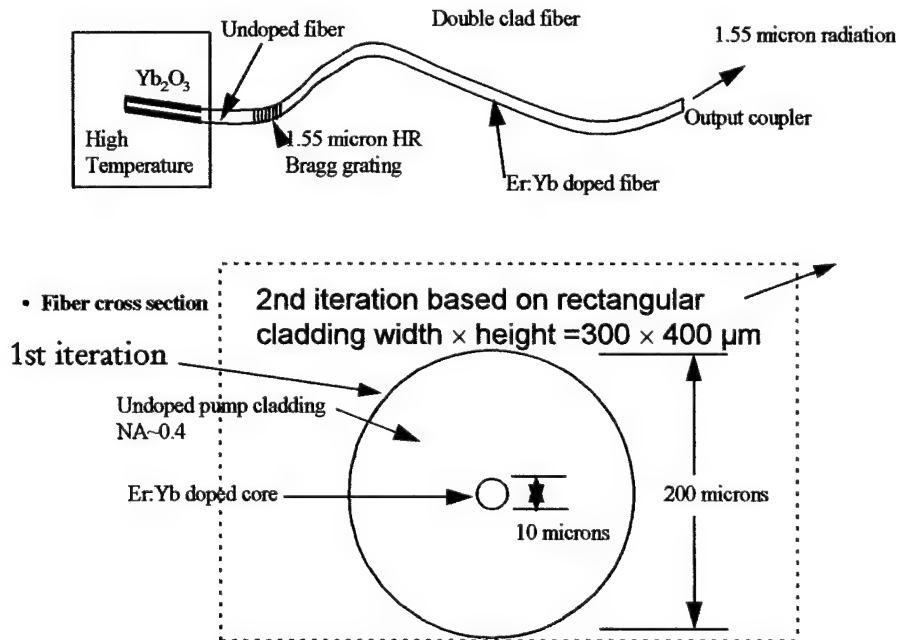 Double clad fiber
Undoped fiber
1.55 micron radiation
Yb₂O₃
High
Temperature
1.55 micron HR
Bragg grating
Output coupler
Er:Yb doped fiber
• Fiber cross section
2nd iteration based on rectangular
cladding width × height =300 × 400 μm
1st iteration
Undoped pump cladding
NA~0.4
Er:Yb doped core
200 microns
10 microns